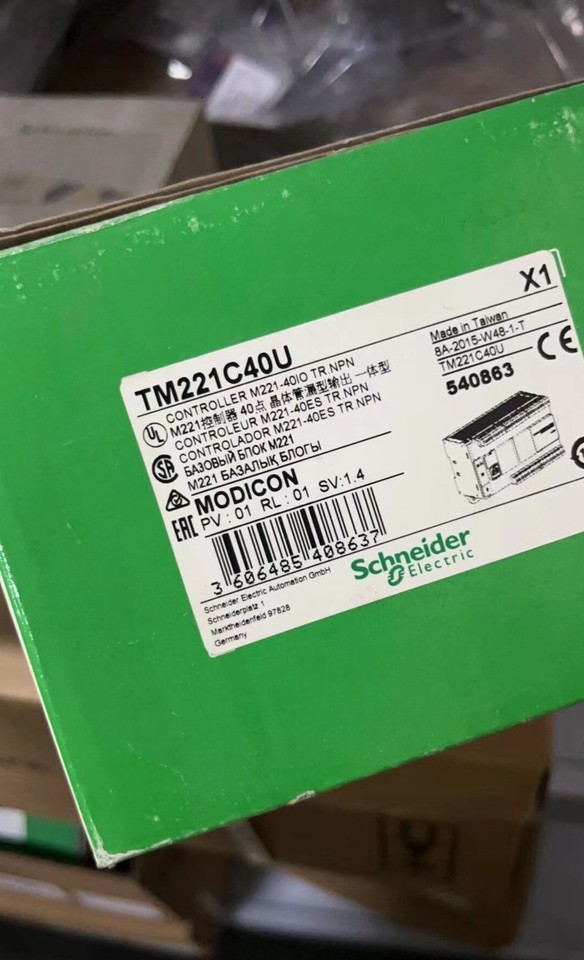 X1
TM221C40U
CONTROLLER M221-40IO TR.NPN
M221控制器 40点 晶体管漏型输出 一体型
CONTROLEUR M221-40ES TR.NPN
CONTROLADOR M221-40ES TR.NPN
БАЗОВЫЙ БЛОК M221
M221 БАЗАЛЫҚ БЛОГЫ
MODICON
PV : 01 RL : 01 SV:1.4
Made in Taiwan
8A-2015-W48-1-T
TM221C40U
540863
CE
UL
EAC
3 606485 408637
Schneider Electric Automation GmbH
Schneiderplatz 1
Marktheidenfeld 97828
Germany
Schneider
Electric